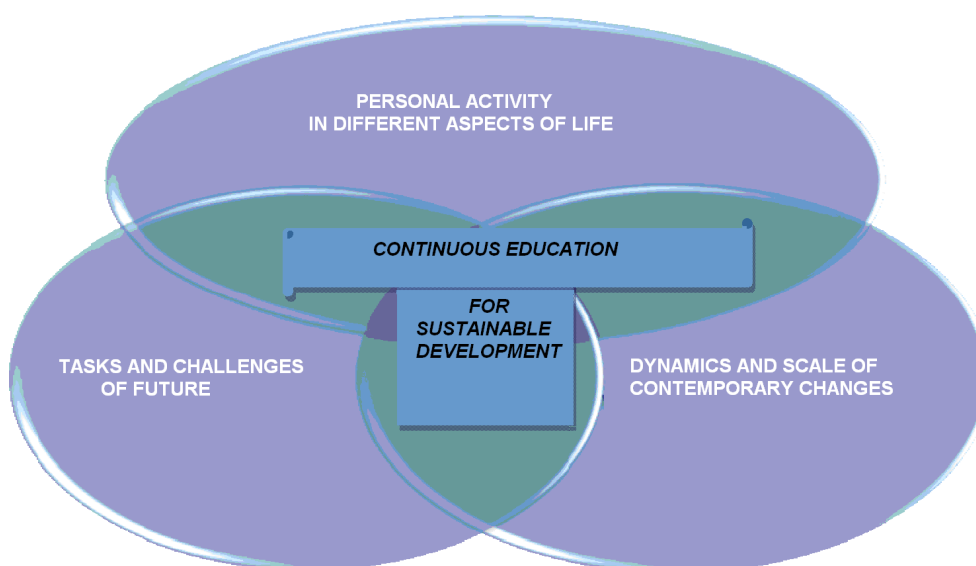 PERSONAL ACTIVITY
IN DIFFERENT ASPECTS OF LIFE
CONTINUOUS EDUCATION
FOR
SUSTAINABLE
DEVELOPMENT
TASKS AND CHALLENGES
OF FUTURE
DYNAMICS AND SCALE OF
CONTEMPORARY CHANGES